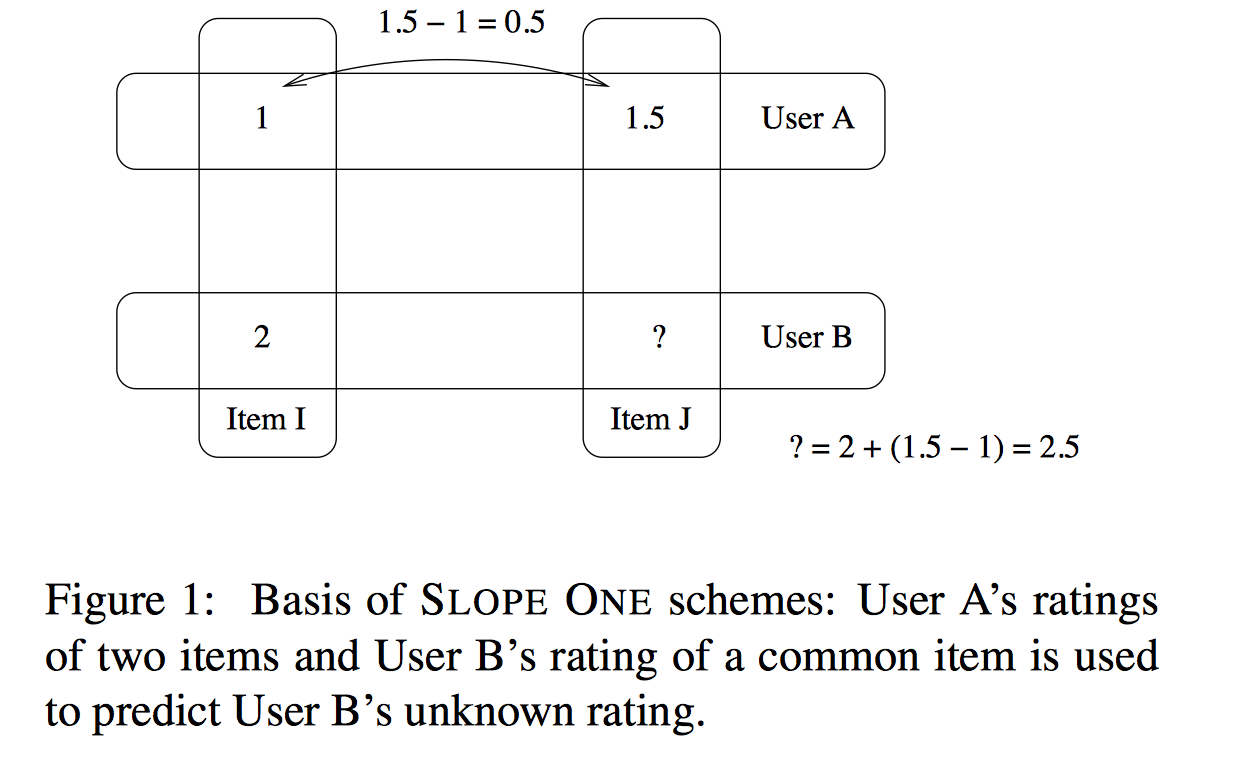 1.5 − 1 = 0.5
1
1.5
User A
2
?
User B
Item I
Item J
? = 2 + (1.5 − 1) = 2.5
Figure 1: Basis of SLOPE ONE schemes: User A’s ratings
of two items and User B’s rating of a common item is used
to predict User B’s unknown rating.